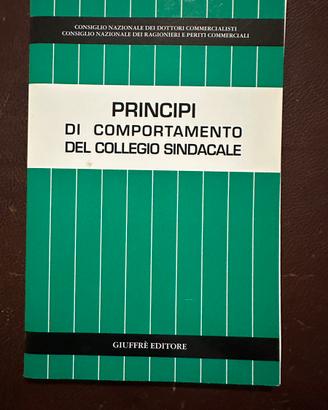 CONSIGLIO NAZIONALE DEI DOTTORI COMMERCIALISTI
CONSIGLIO NAZIONALE DEI RAGIONIERI E PERITI COMMERCIALI
PRINCIPI
DI COMPORTAMENTO
DEL COLLEGIO SINDACALE
GIUFFRÈ EDITORE